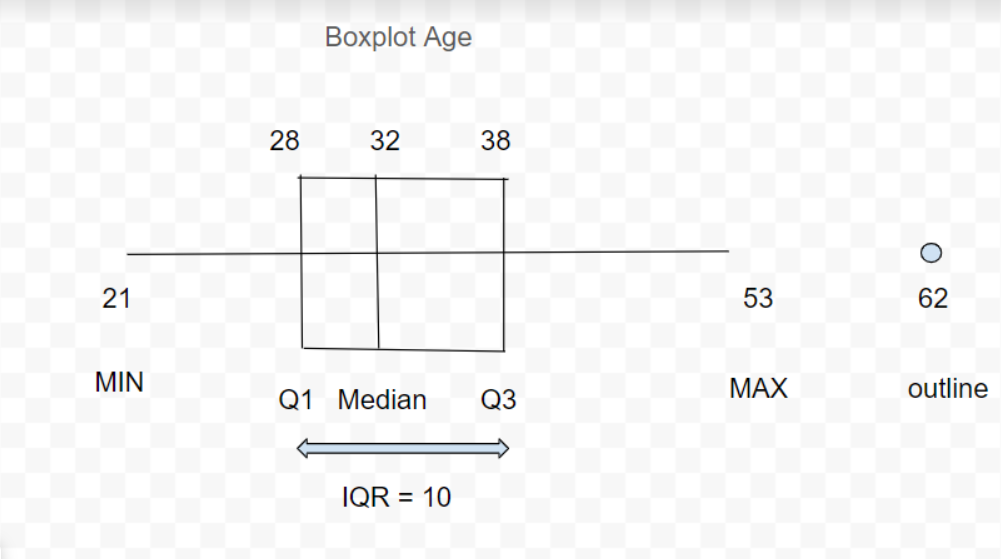 Boxplot Age
28 32 38
21 53 62
MIN Q1 Median Q3 MAX outline
IQR = 10